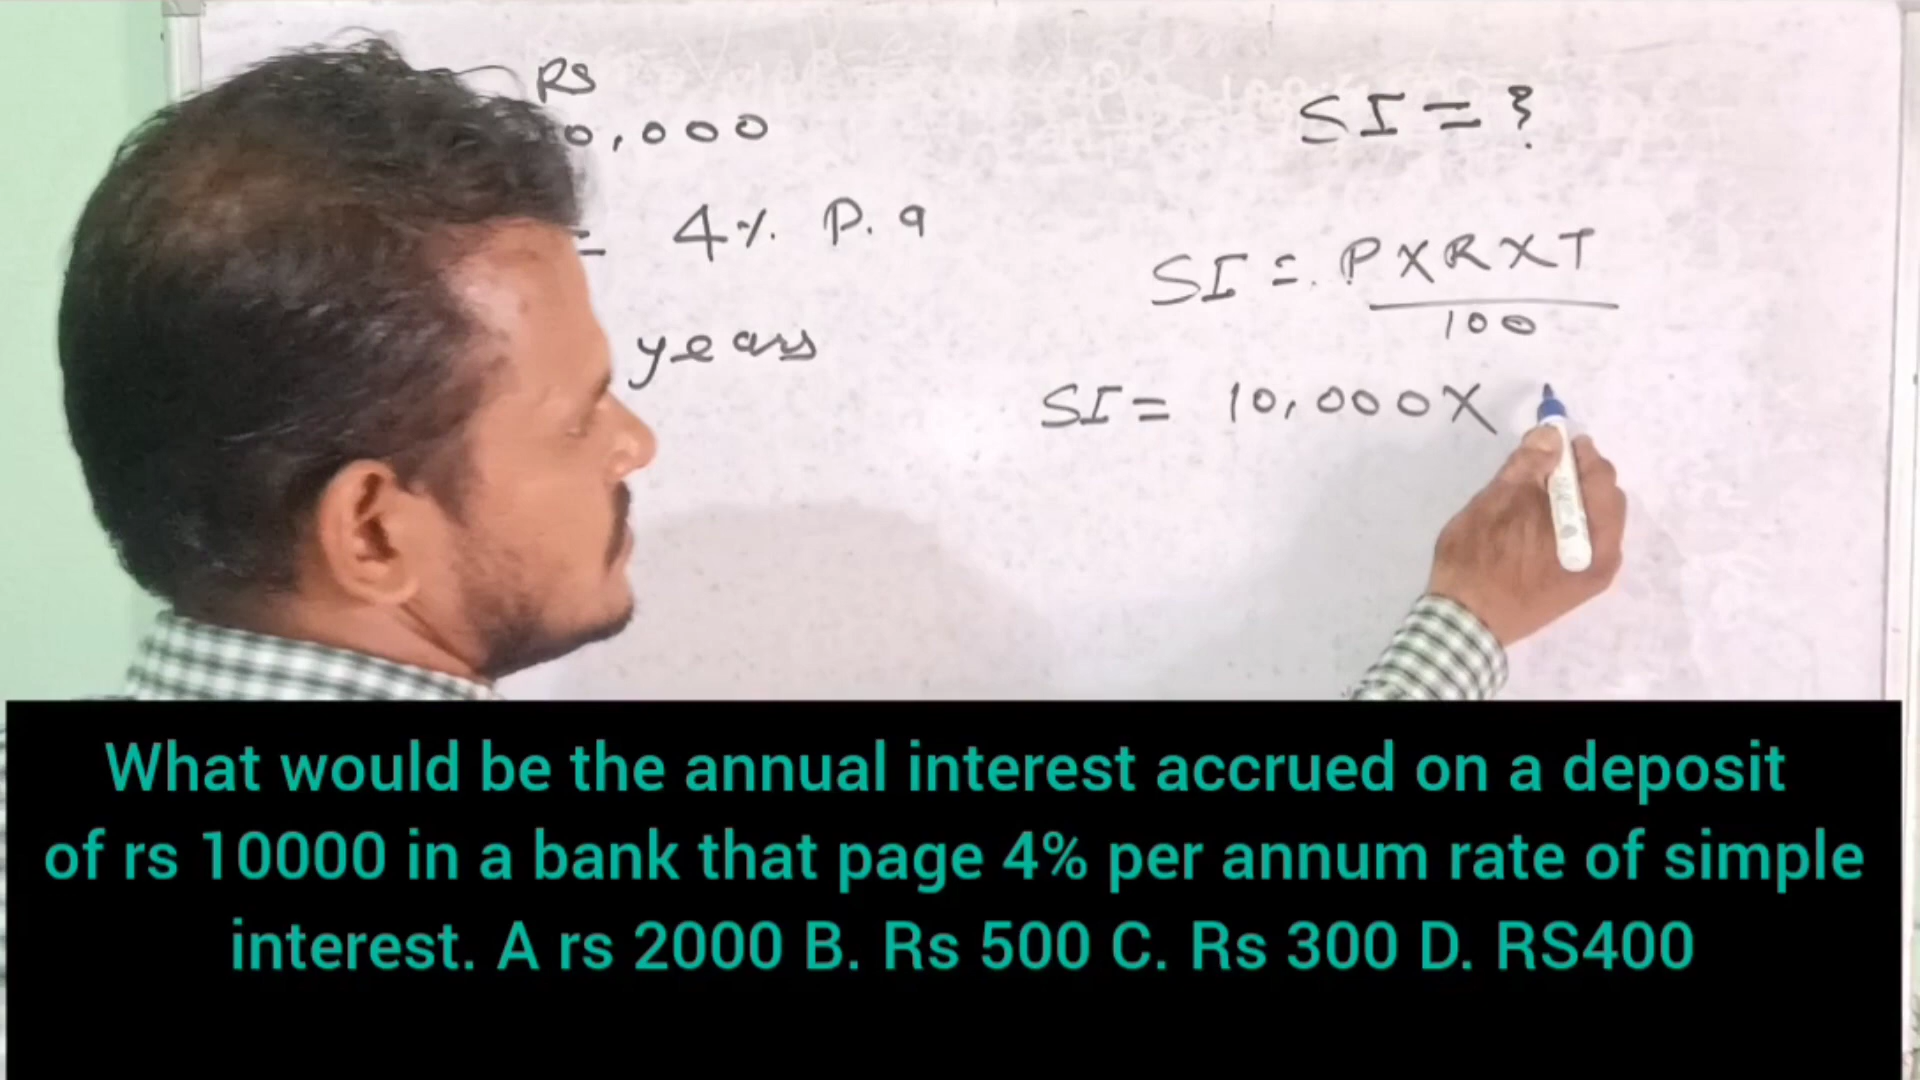 RS
0,000
= 4% P.a
years
SI = ?
SI = P X R X T
100
SI = 10,000 X
What would be the annual interest accrued on a deposit
of rs 10000 in a bank that page 4% per annum rate of simple
interest. A rs 2000 B. Rs 500 C. Rs 300 D. RS400